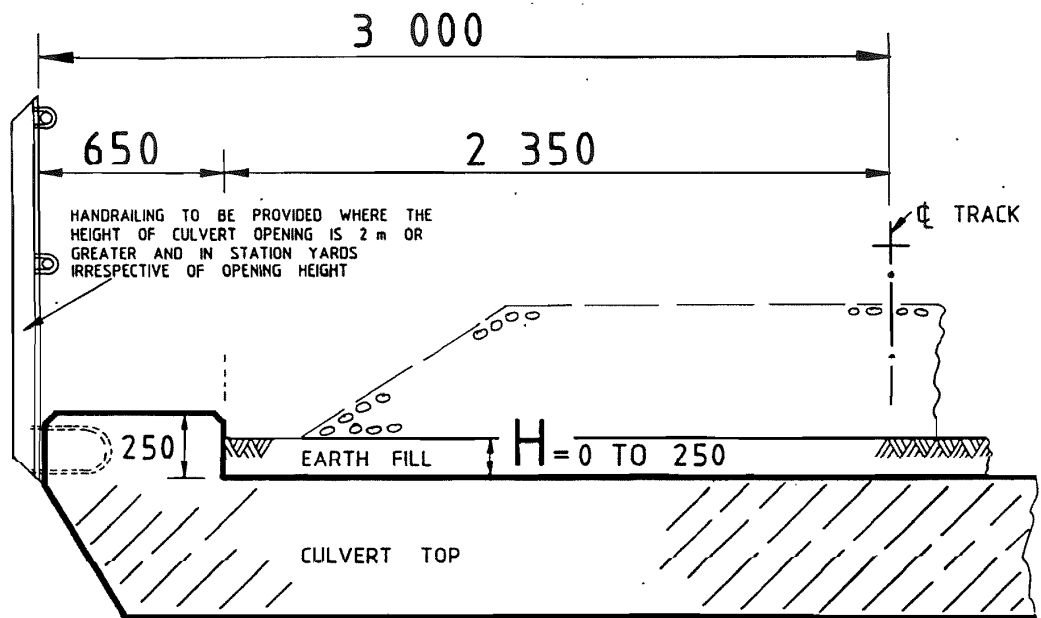 3 000
650
2 350
HANDRAILING TO BE PROVIDED WHERE THE
HEIGHT OF CULVERT OPENING IS 2 m OR
GREATER AND IN STATION YARDS
IRRESPECTIVE OF OPENING HEIGHT
℄ TRACK
250
EARTH FILL
H = 0 TO 250
CULVERT TOP